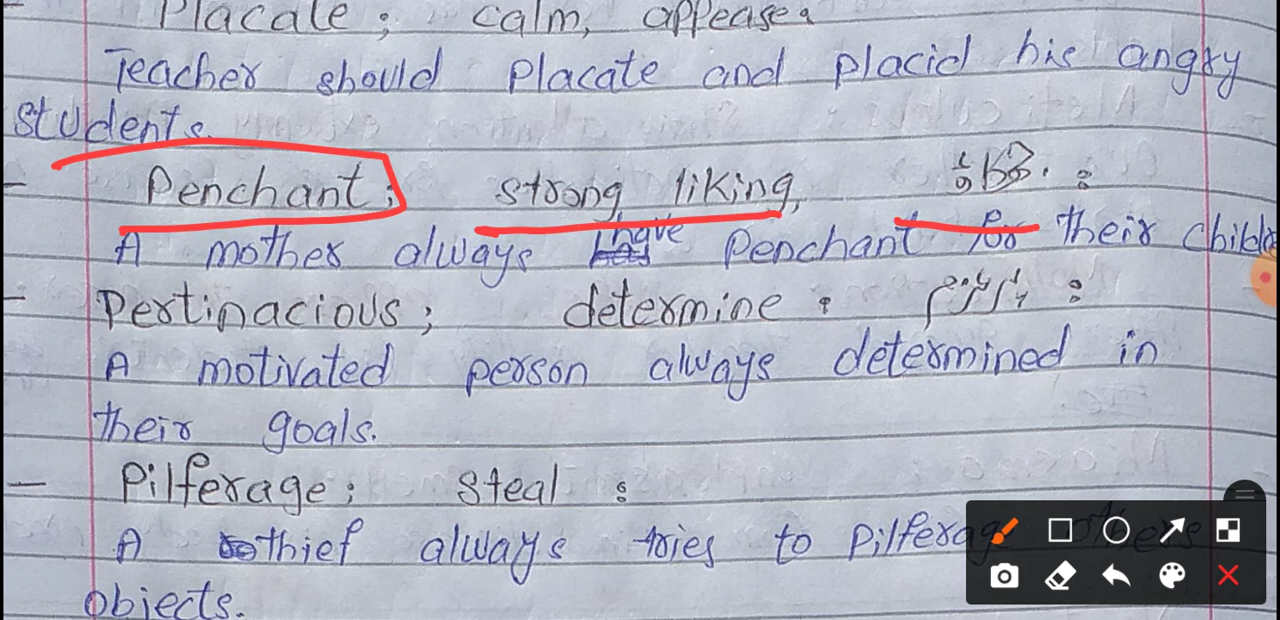 Placate; calm, appease.
Teacher should placate and placid his angry
students.
- Penchant; strong liking, :
A mother always have penchant for their child
- Pertinacious; determine :
A motivated person always determined in
their goals.
- Pilferage; steal :
A thief always tries to pilferage others
objects.